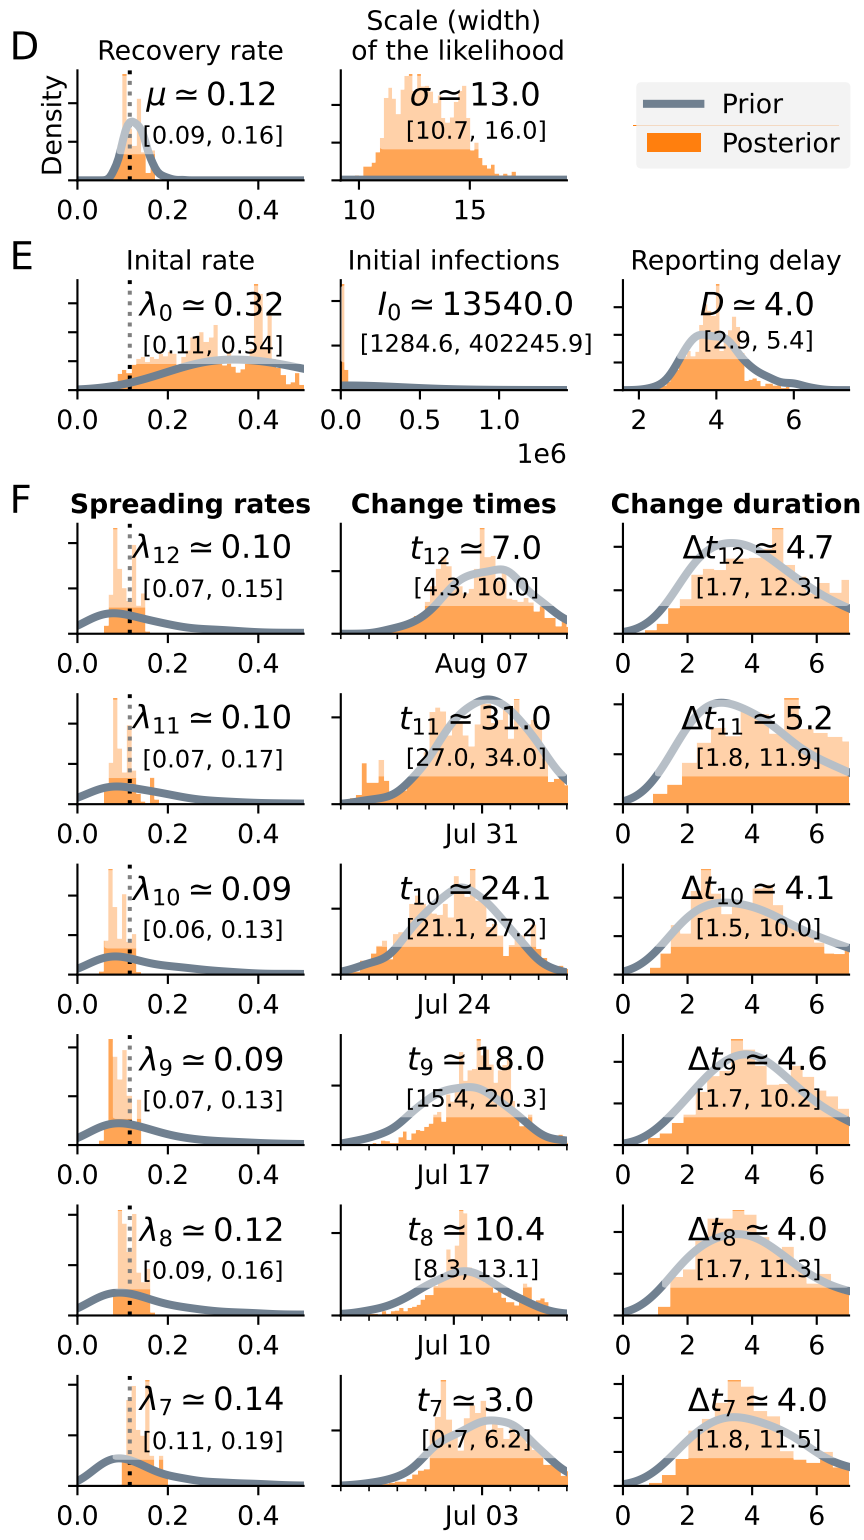 D
Recovery rate
Scale (width)
of the likelihood
Density
μ ≃ 0.12
[0.09, 0.16]
σ ≃ 13.0
[10.7, 16.0]
Prior
Posterior
0.0 0.2 0.4
10 15
E
Inital rate
Initial infections
Reporting delay
λ0 ≃ 0.32
[0.11, 0.54]
I0 ≃ 13540.0
[1284.6, 402245.9]
D ≃ 4.0
[2.9, 5.4]
0.0 0.2 0.4
0.0 0.5 1.0
1e6
2 4 6
F
Spreading rates
Change times
Change duration
λ12 ≃ 0.10
[0.07, 0.15]
t12 ≃ 7.0
[4.3, 10.0]
Δt12 ≃ 4.7
[1.7, 12.3]
0.0 0.2 0.4
Aug 07
0 2 4 6
λ11 ≃ 0.10
[0.07, 0.17]
t11 ≃ 31.0
[27.0, 34.0]
Δt11 ≃ 5.2
[1.8, 11.9]
0.0 0.2 0.4
Jul 31
0 2 4 6
λ10 ≃ 0.09
[0.06, 0.13]
t10 ≃ 24.1
[21.1, 27.2]
Δt10 ≃ 4.1
[1.5, 10.0]
0.0 0.2 0.4
Jul 24
0 2 4 6
λ9 ≃ 0.09
[0.07, 0.13]
t9 ≃ 18.0
[15.4, 20.3]
Δt9 ≃ 4.6
[1.7, 10.2]
0.0 0.2 0.4
Jul 17
0 2 4 6
λ8 ≃ 0.12
[0.09, 0.16]
t8 ≃ 10.4
[8.3, 13.1]
Δt8 ≃ 4.0
[1.7, 11.3]
0.0 0.2 0.4
Jul 10
0 2 4 6
λ7 ≃ 0.14
[0.11, 0.19]
t7 ≃ 3.0
[0.7, 6.2]
Δt7 ≃ 4.0
[1.8, 11.5]
0.0 0.2 0.4
Jul 03
0 2 4 6